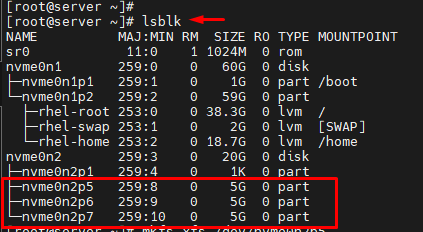 [root@server ~]#
[root@server ~]# lsblk
NAME MAJ:MIN RM SIZE RO TYPE MOUNTPOINT
sr0 11:0 1 1024M 0 rom
nvme0n1 259:0 0 60G 0 disk
├─nvme0n1p1 259:1 0 1G 0 part /boot
└─nvme0n1p2 259:2 0 59G 0 part
├─rhel-root 253:0 0 38.3G 0 lvm /
├─rhel-swap 253:1 0 2G 0 lvm [SWAP]
└─rhel-home 253:2 0 18.7G 0 lvm /home
nvme0n2 259:3 0 20G 0 disk
├─nvme0n2p1 259:4 0 1K 0 part
├─nvme0n2p5 259:8 0 5G 0 part
├─nvme0n2p6 259:9 0 5G 0 part
└─nvme0n2p7 259:10 0 5G 0 part
[root@server ~]# mkfs.xfs /dev/nvme0n2p5